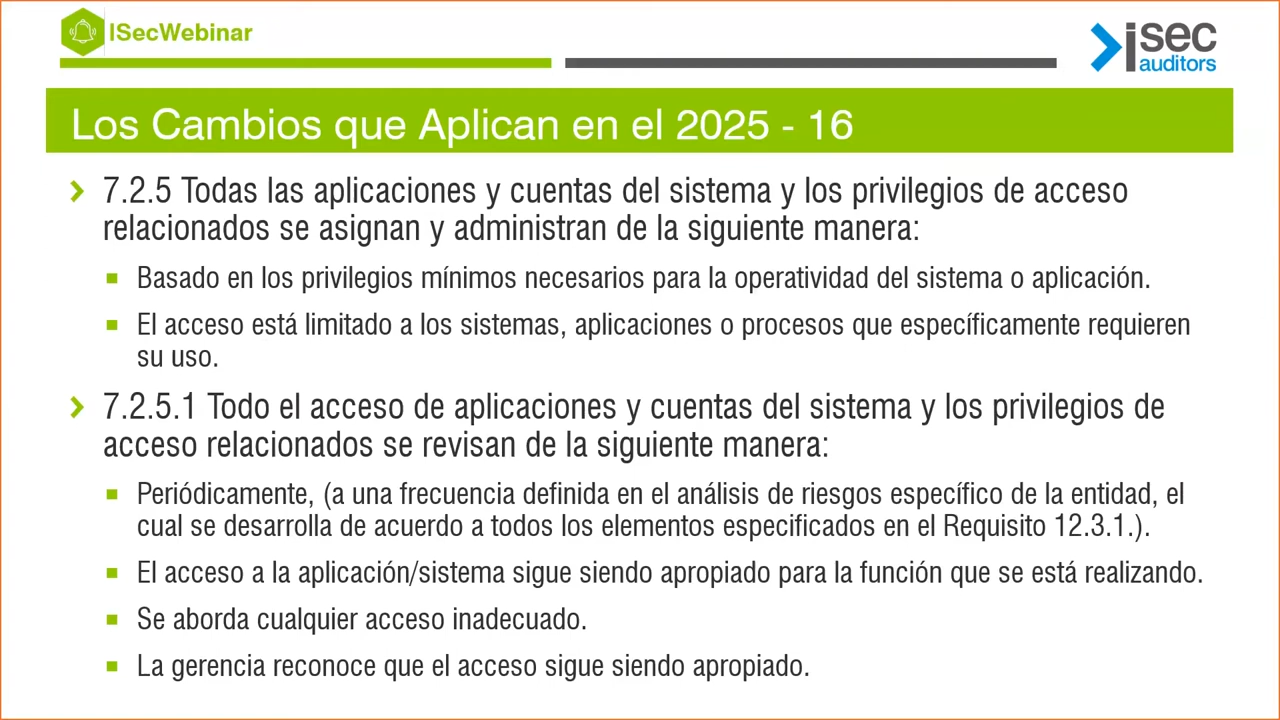 ISecWebinar
isec
auditors
Los Cambios que Aplican en el 2025 - 16
7.2.5 Todas las aplicaciones y cuentas del sistema y los privilegios de acceso
relacionados se asignan y administran de la siguiente manera:
Basado en los privilegios mínimos necesarios para la operatividad del sistema o aplicación.
El acceso está limitado a los sistemas, aplicaciones o procesos que específicamente requieren
su uso.
7.2.5.1 Todo el acceso de aplicaciones y cuentas del sistema y los privilegios de
acceso relacionados se revisan de la siguiente manera:
Periódicamente, (a una frecuencia definida en el análisis de riesgos específico de la entidad, el
cual se desarrolla de acuerdo a todos los elementos especificados en el Requisito 12.3.1.).
El acceso a la aplicación/sistema sigue siendo apropiado para la función que se está realizando.
Se aborda cualquier acceso inadecuado.
La gerencia reconoce que el acceso sigue siendo apropiado.